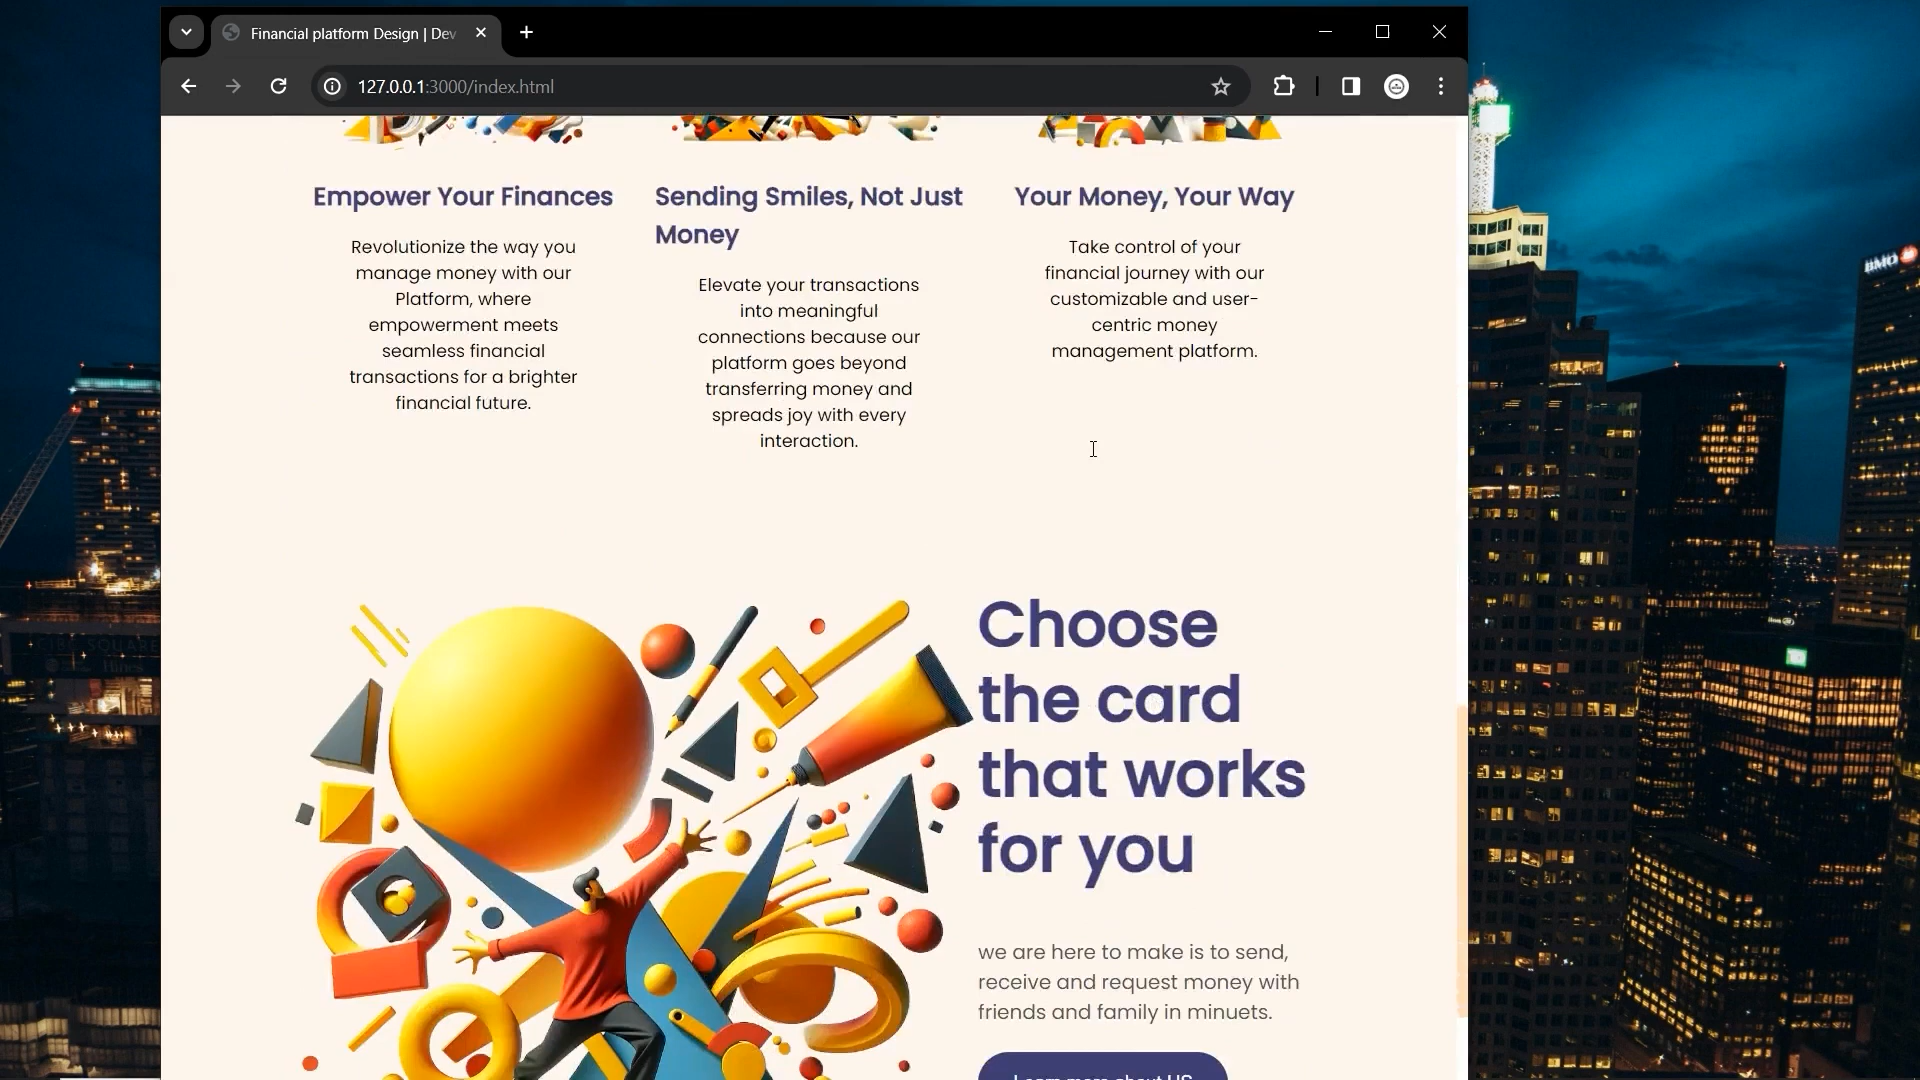 Financial platform Design | Dev
127.0.0.1:3000/index.html
Empower Your Finances
Revolutionize the way you
manage money with our
Platform, where
empowerment meets
seamless financial
transactions for a brighter
financial future.
Sending Smiles, Not Just
Money
Elevate your transactions
into meaningful
connections because our
platform goes beyond
transferring money and
spreads joy with every
interaction.
Your Money, Your Way
Take control of your
financial journey with our
customizable and user-
centric money
management platform.
Choose
the card
that works
for you
we are here to make is to send,
receive and request money with
friends and family in minuets.
Learn more about US
BMO